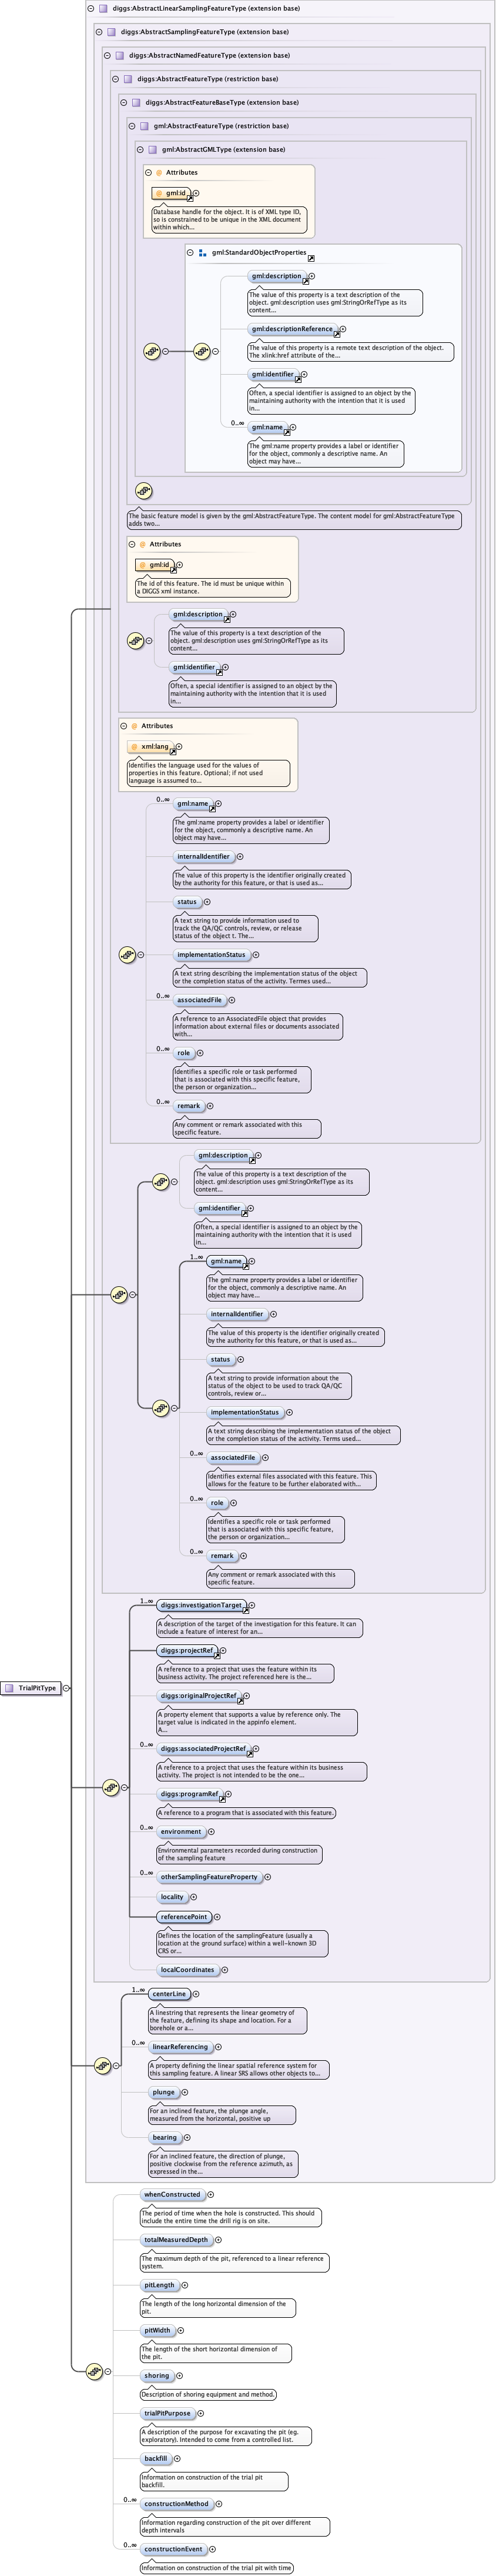 diggs:AbstractLinearSamplingFeatureType (extension base)
diggs:AbstractSamplingFeatureType (extension base)
diggs:AbstractNamedFeatureType (extension base)
diggs:AbstractFeatureType (restriction base)
diggs:AbstractFeatureBaseType (extension base)
gml:AbstractFeatureType (restriction base)
gml:AbstractGMLType (extension base)
@ Attributes
@ gml:id
Database handle for the object. It is of XML type ID,
so is constrained to be unique in the XML document
within which...
gml:StandardObjectProperties
gml:description
The value of this property is a text description of the
object. gml:description uses gml:StringOrRefType as its
content...
gml:descriptionReference
The value of this property is a remote text description of the object.
The xlink:href attribute of the...
gml:identifier
Often, a special identifier is assigned to an object by the
maintaining authority with the intention that it is used
in...
0..∞
gml:name
The gml:name property provides a label or identifier
for the object, commonly a descriptive name. An
object may have...
The basic feature model is given by the gml:AbstractFeatureType. The content model for gml:AbstractFeatureType
adds two...
@ Attributes
@ gml:id
The id of this feature. The id must be unique within
a DIGGS xml instance.
gml:description
The value of this property is a text description of the
object. gml:description uses gml:StringOrRefType as its
content...
gml:identifier
Often, a special identifier is assigned to an object by the
maintaining authority with the intention that it is used
in...
@ Attributes
@ xml:lang
Identifies the language used for the values of
properties in this feature. Optional; if not used
language is assumed to...
0..∞
gml:name
The gml:name property provides a label or identifier
for the object, commonly a descriptive name. An
object may have...
internalIdentifier
The value of this property is the identifier originally created
by the authority for this feature, or that is used as...
status
A text string to provide information used to
track the QA/QC controls, review, or release
status of the object t. The...
implementationStatus
A text string describing the implementation status of the object
or the completion status of the activity. Termes used...
0..∞
associatedFile
A reference to an AssociatedFile object that provides
information about external files or documents associated
with...
0..∞
role
Identifies a specific role or task performed
that is associated with this specific feature,
the person or organization...
0..∞
remark
Any comment or remark associated with this
specific feature.
gml:description
The value of this property is a text description of the
object. gml:description uses gml:StringOrRefType as its
content...
gml:identifier
Often, a special identifier is assigned to an object by the
maintaining authority with the intention that it is used
in...
1..∞
gml:name
The gml:name property provides a label or identifier
for the object, commonly a descriptive name. An
object may have...
internalIdentifier
The value of this property is the identifier originally created
by the authority for this feature, or that is used as...
status
A text string to provide information about the
status of the object to be used to track QA/QC
controls, review or...
implementationStatus
A text string describing the implementation status of the object
or the completion status of the activity. Terms used...
0..∞
associatedFile
Identifies external files associated with this feature. This
allows for the feature to be further elaborated with...
0..∞
role
Identifies a specific role or task performed
that is associated with this specific feature,
the person or organization...
0..∞
remark
Any comment or remark associated with this
specific feature.
1..∞
diggs:investigationTarget
A description of the target of the investigation for this feature. It can
include a feature of interest for an...
diggs:projectRef
A reference to a project that uses the feature within its
business activity. The project referenced here is the...
diggs:originalProjectRef
A property element that supports a value by reference only. The
target value is indicated in the appinfo element.
A...
0..∞
diggs:associatedProjectRef
A reference to a project that uses the feature within its business
activity. The project is not intended to be the one...
0..∞
diggs:programRef
A reference to a program that is associated with this feature.
0..∞
environment
Environmental parameters recorded during construction
of the sampling feature
0..∞
otherSamplingFeatureProperty
locality
referencePoint
Defines the location of the samplingFeature (usually a
location at the ground surface) within a well-known 3D
CRS or...
localCoordinates
TrialPitType
1..∞
centerLine
A linestring that represents the linear geometry of
the feature, defining its shape and location. For a
borehole or a...
0..∞
linearReferencing
A property defining the linear spatial reference system for
this sampling feature. A linear SRS allows other objects to...
plunge
For an inclined feature, the plunge angle,
measured from the horizontal, positive up
bearing
For an inclined feature, the direction of plunge,
positive clockwise from the reference azimuth, as
expressed in the...
whenConstructed
The period of time when the hole is constructed. This should
include the entire time the drill rig is on site.
totalMeasuredDepth
The maximum depth of the pit, referenced to a linear reference
system.
pitLength
The length of the long horizontal dimension of the
pit.
pitWidth
The length of the short horizontal dimension of
the pit.
shoring
Description of shoring equipment and method.
trialPitPurpose
A description of the purpose for excavating the pit (eg.
exploratory). Intended to come from a controlled list.
backfill
Information on construction of the trial pit
backfill.
0..∞
constructionMethod
Information regarding construction of the pit over different
depth intervals
0..∞
constructionEvent
Information on construction of the trial pit with time